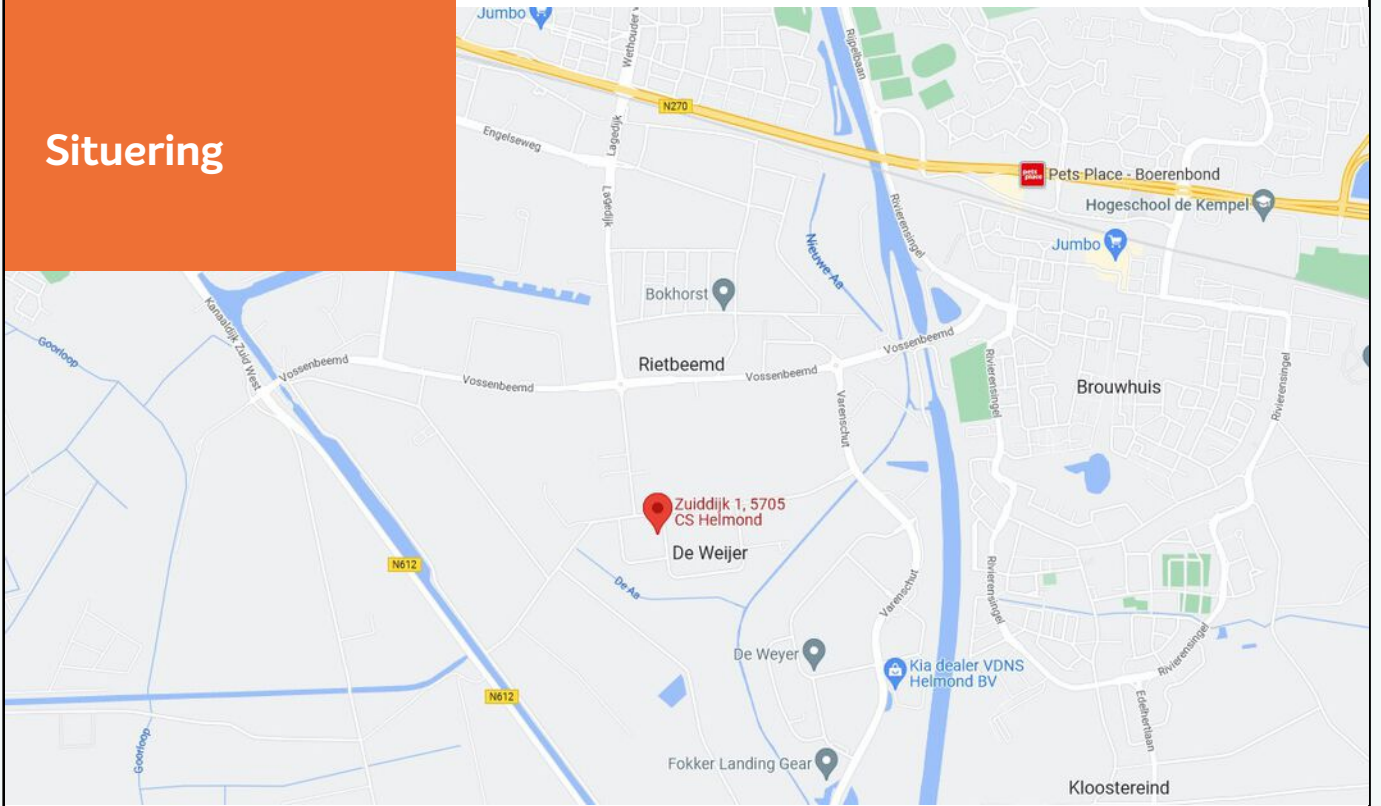 Situering
Jumbo
Wethouder
Rijpelbaan
N270
Engelseweg
Lagedijk
Lagedijk
Pets Place - Boerenbond
Hogeschool de Kempel
Rivierensingel
Jumbo
Nieuwe Aa
Bokhorst
Kanaaldijk Zuid West
Goorloop
Vossenbeemd
Vossenbeemd
Rietbeemd
Vossenbeemd
Vossenbeemd
Rivierensingel
Brouwhuis
Rivierensingel
Varenschut
Zuiddijk 1, 5705
CS Helmond
De Weijer
N612
De Aa
Varenschut
Rivierensingel
De Weyer
Kia dealer VDNS
Helmond BV
Rivierensingel
N612
Edelhertlaan
Goorloop
Fokker Landing Gear
Kloostereind